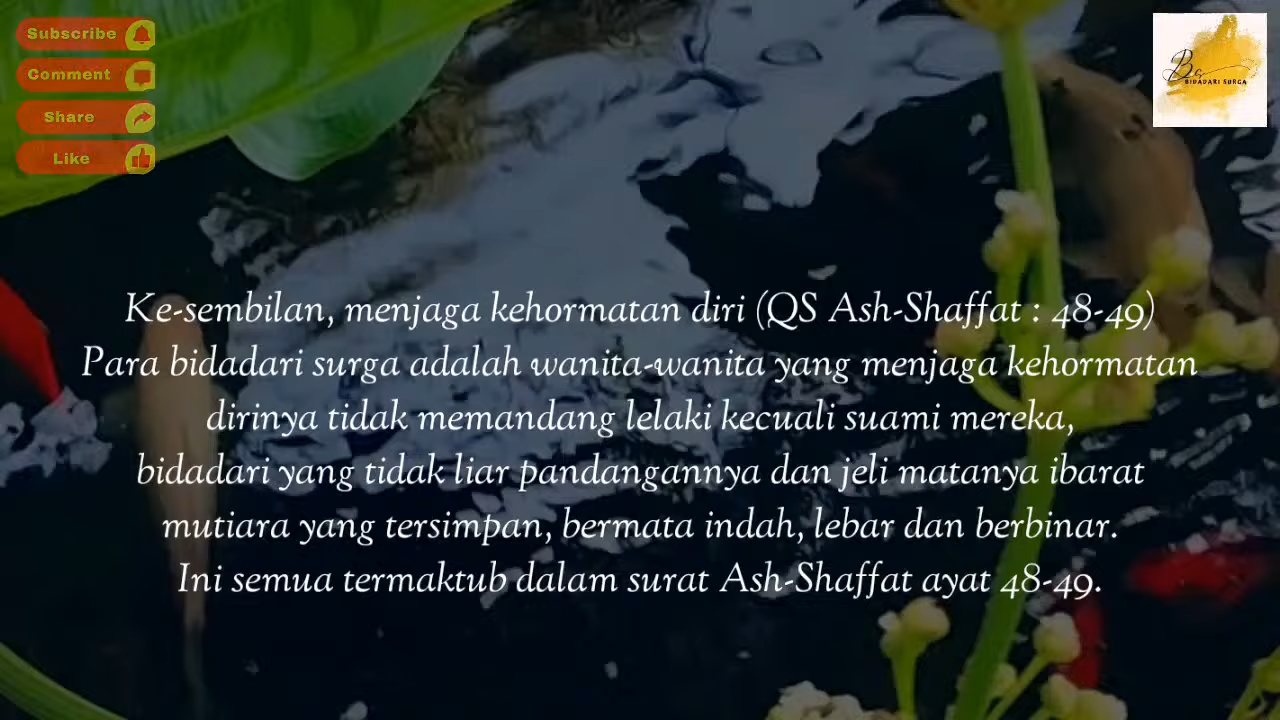 Subscribe
Comment
Share
Like
Bs
BIDADARI SURGA
Ke-sembilan, menjaga kehormatan diri (QS Ash-Shaffat : 48-49)
Para bidadari surga adalah wanita-wanita yang menjaga kehormatan
dirinya tidak memandang lelaki kecuali suami mereka,
bidadari yang tidak liar pandangannya dan jeli matanya ibarat
mutiara yang tersimpan, bermata indah, lebar dan berbinar.
Ini semua termaktub dalam surat Ash-Shaffat ayat 48-49.